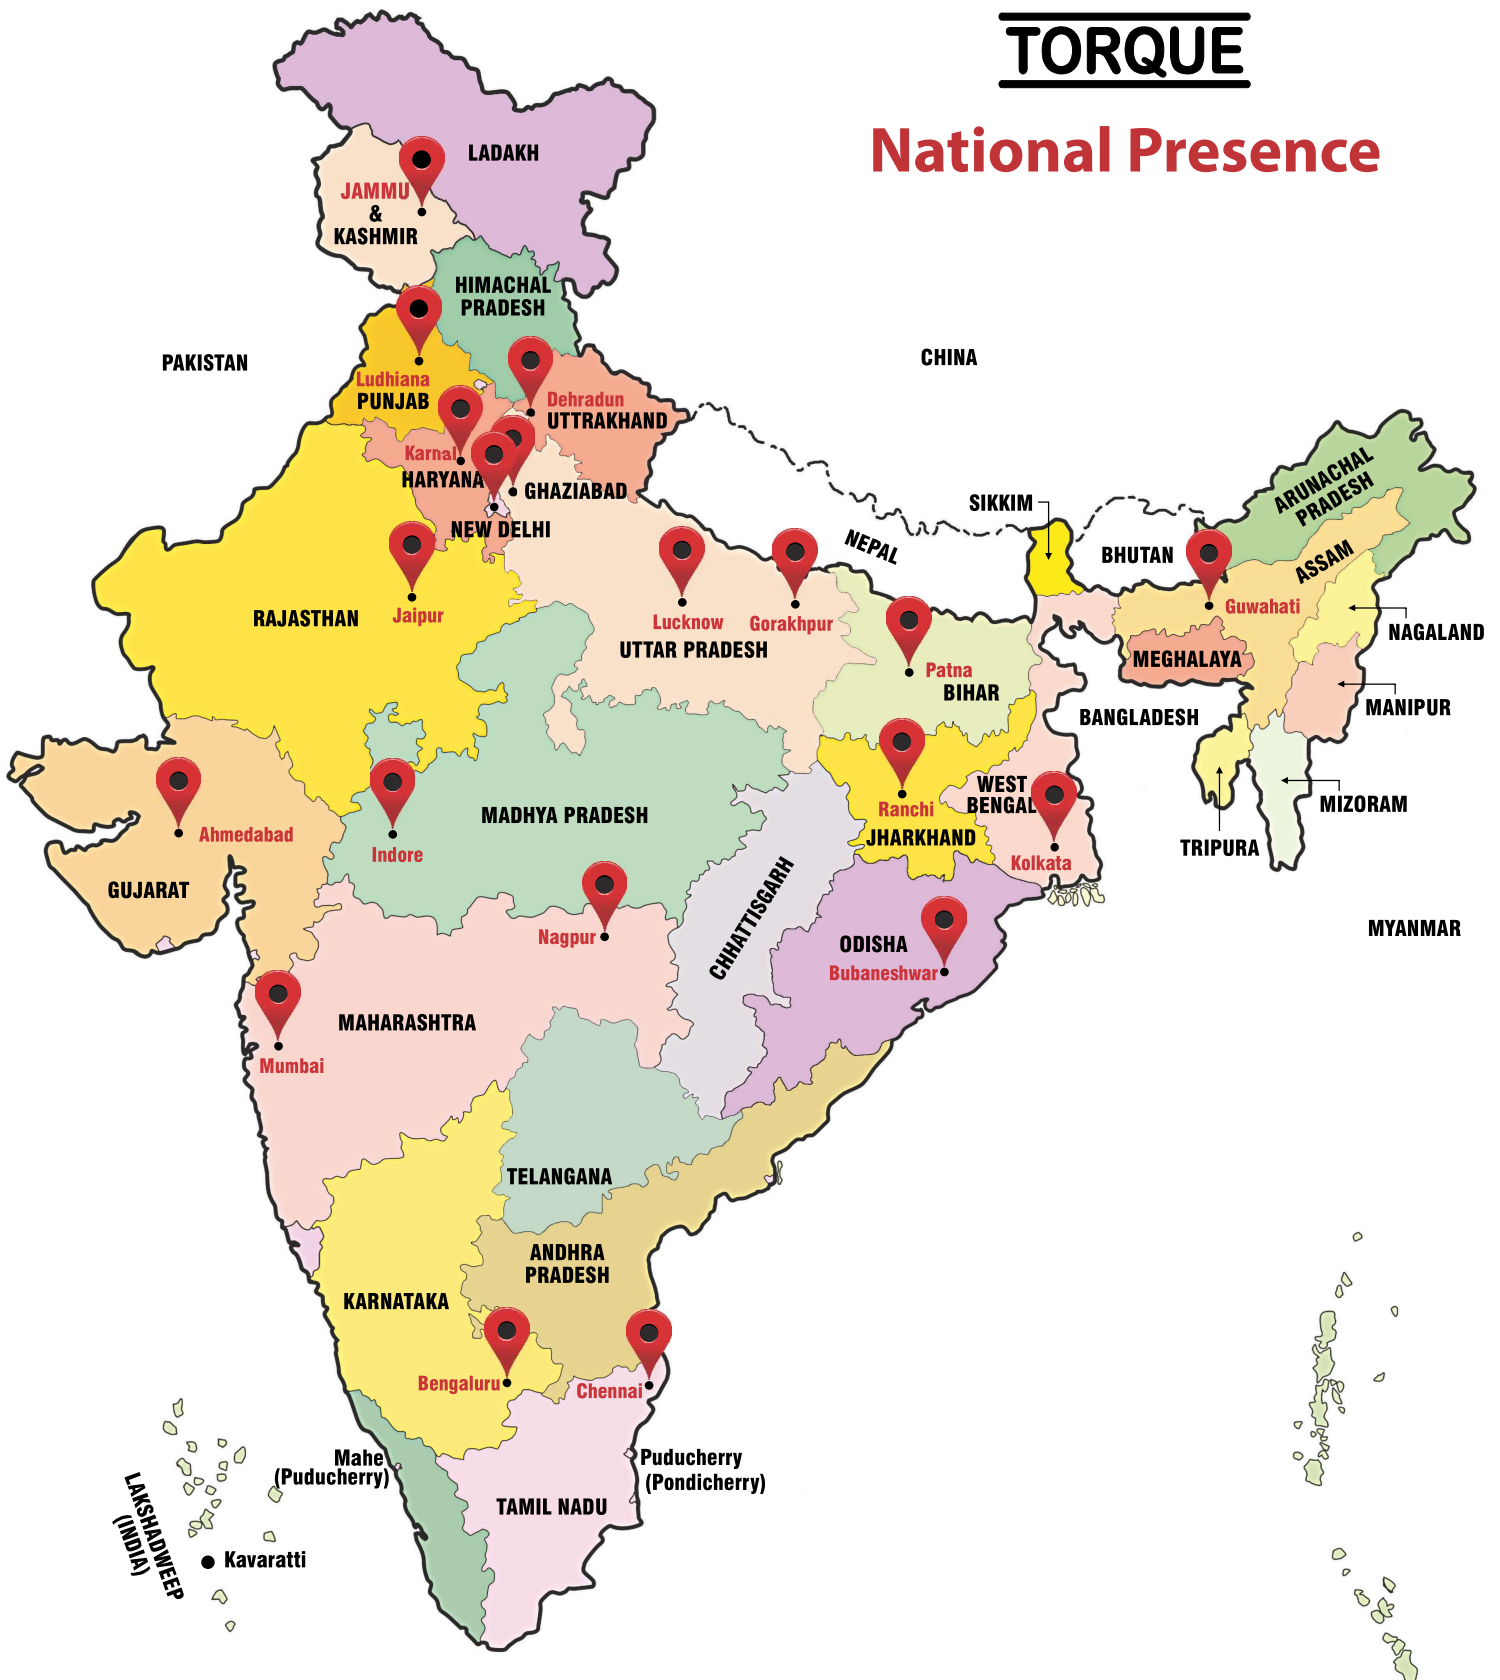 TORQUE
National Presence
LADAKH
JAMMU
&
KASHMIR
HIMACHAL
PRADESH
PAKISTAN
CHINA
Ludhiana
PUNJAB
Dehradun
UTTRAKHAND
Karnal
HARYANA
GHAZIABAD
NEW DELHI
SIKKIM
NEPAL
BHUTAN
ARUNACHAL
PRADESH
ASSAM
Guwahati
NAGALAND
MEGHALAYA
MANIPUR
BANGLADESH
MIZORAM
TRIPURA
MYANMAR
RAJASTHAN
Jaipur
Lucknow
Gorakhpur
UTTAR PRADESH
Patna
BIHAR
Ranchi
JHARKHAND
WEST
BENGAL
Kolkata
Ahmedabad
GUJARAT
Indore
MADHYA PRADESH
CHHATTISGARH
Nagpur
ODISHA
Bubaneshwar
MAHARASHTRA
Mumbai
TELANGANA
ANDHRA
PRADESH
KARNATAKA
Bengaluru
Chennai
Mahe
(Puducherry)
Puducherry
(Pondicherry)
TAMIL NADU
LAKSHADWEEP
(INDIA)
Kavaratti